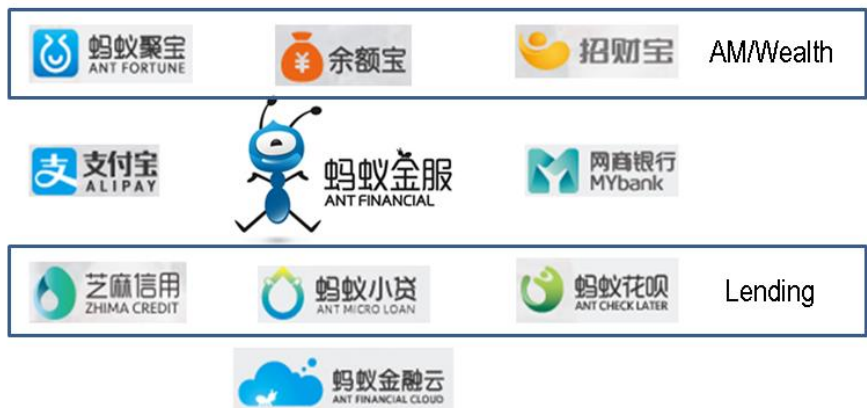 蚂蚁聚宝
ANT FORTUNE
¥
余额宝
招财宝
AM/Wealth
支
支付宝
ALIPAY
蚂蚁金服
ANT FINANCIAL
网商银行
MYbank
芝麻信用
ZHIMA CREDIT
蚂蚁小贷
ANT MICRO LOAN
蚂蚁花呗
ANT CHECK LATER
Lending
蚂蚁金融云
ANT FINANCIAL CLOUD